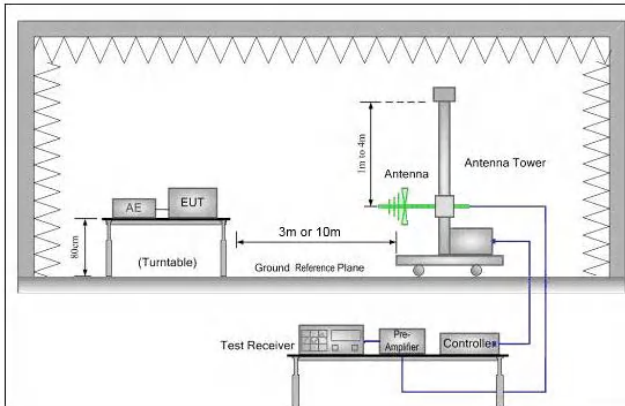 1m to 4m
Antenna
Antenna Tower
AE
EUT
80cm
(Turntable)
3m or 10m
Ground Reference Plane
Test Receiver
Pre-
Amplifier
Controller